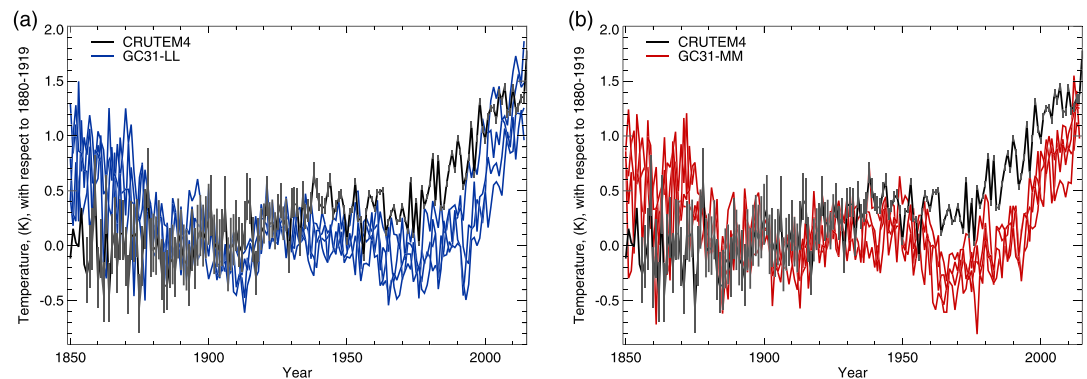 (a)
Temperature, (K), with respect to 1880-1919
2.0
1.5
1.0
0.5
0.0
-0.5
CRUTEM4
GC31-LL
1850 1900 1950 2000
Year
(b)
Temperature, (K), with respect to 1880-1919
2.0
1.5
1.0
0.5
0.0
-0.5
CRUTEM4
GC31-MM
1850 1900 1950 2000
Year